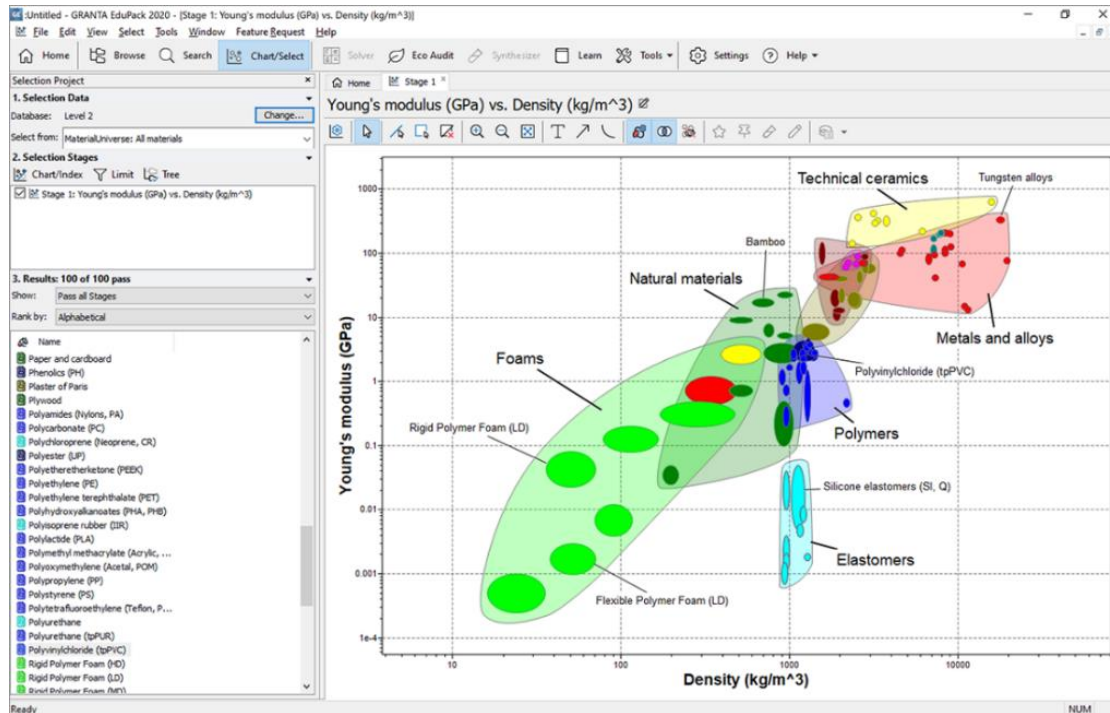 :Untitled - GRANTA EduPack 2020 - [Stage 1: Young's modulus (GPa) vs. Density (kg/m^3)]
File Edit View Select Tools Window Feature Request Help
Home Browse Search Chart/Select Solver Eco Audit Synthesizer Learn Tools Settings Help
Selection Project
1. Selection Data
Database: Level 2 Change...
Select from: MaterialUniverse: All materials
2. Selection Stages
Chart/Index Limit Tree
Stage 1: Young's modulus (GPa) vs. Density (kg/m^3)
3. Results: 100 of 100 pass
Show: Pass all Stages
Rank by: Alphabetical
Name
Paper and cardboard
Phenolics (PH)
Plaster of Paris
Plywood
Polyamides (Nylons, PA)
Polycarbonate (PC)
Polychloroprene (Neoprene, CR)
Polyester (UP)
Polyetheretherketone (PEEK)
Polyethylene (PE)
Polyethylene terephthalate (PET)
Polyhydroxyalkanoates (PHA, PHB)
Polyisoprene rubber (IIR)
Polylactide (PLA)
Polymethyl methacrylate (Acrylic, ...
Polyoxymethylene (Acetal, POM)
Polypropylene (PP)
Polystyrene (PS)
Polytetrafluoroethylene (Teflon, P...
Polyurethane
Polyurethane (tpPUR)
Polyvinylchloride (tpPVC)
Rigid Polymer Foam (HD)
Rigid Polymer Foam (LD)
Rigid Polymer Foam (MD)
Home Stage 1
Young's modulus (GPa) vs. Density (kg/m^3)
Technical ceramics
Tungsten alloys
1000
Bamboo
100
Natural materials
10
Metals and alloys
Foams
Polyvinylchloride (tpPVC)
1
Rigid Polymer Foam (LD)
Polymers
0.1
Silicone elastomers (SI, Q)
0.01
Elastomers
0.001
Flexible Polymer Foam (LD)
1e-4
Young's modulus (GPa)
10 100 1000 10000
Density (kg/m^3)
Ready NUM